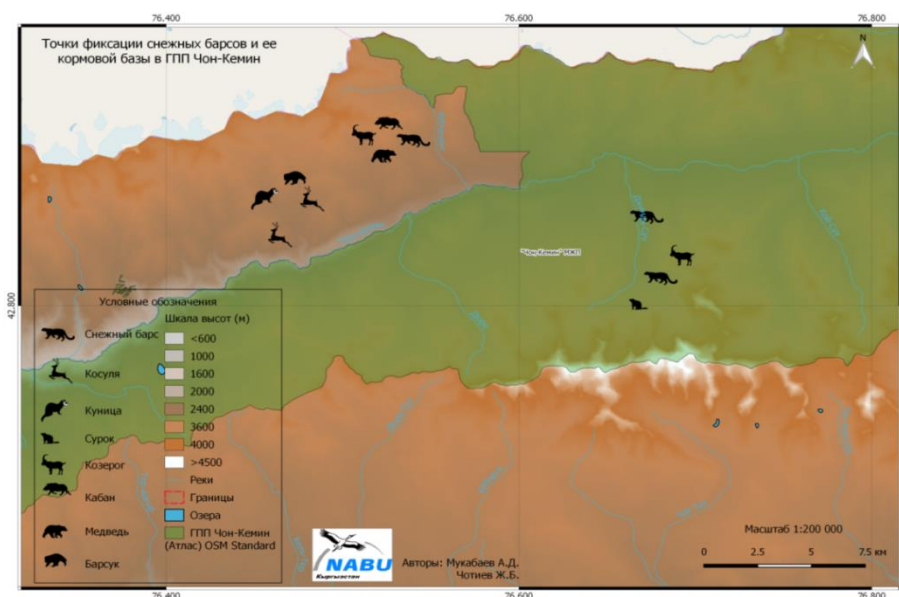 76.400
76.600
76.800
Точки фиксации снежных барсов и ее
кормовой базы в ГПП Чон-Кемин
N
"Чон-Кемин" МЖП
42.800
Условные обозначения
Снежный барс
Косуля
Куница
Сурок
Козерог
Кабан
Медведь
Барсук
Шкала высот (м)
<600
1000
1600
2000
2400
3600
4000
>4500
Реки
Границы
Озера
ГПП Чон-Кемин
(Атлас) OSM Standard
NABU
Кыргызстан
Авторы: Мукабаев А.Д.
Чотиев Ж.Б.
Масштаб 1:200 000
0 2.5 5 7.5 км
76.400
76.600
76.800